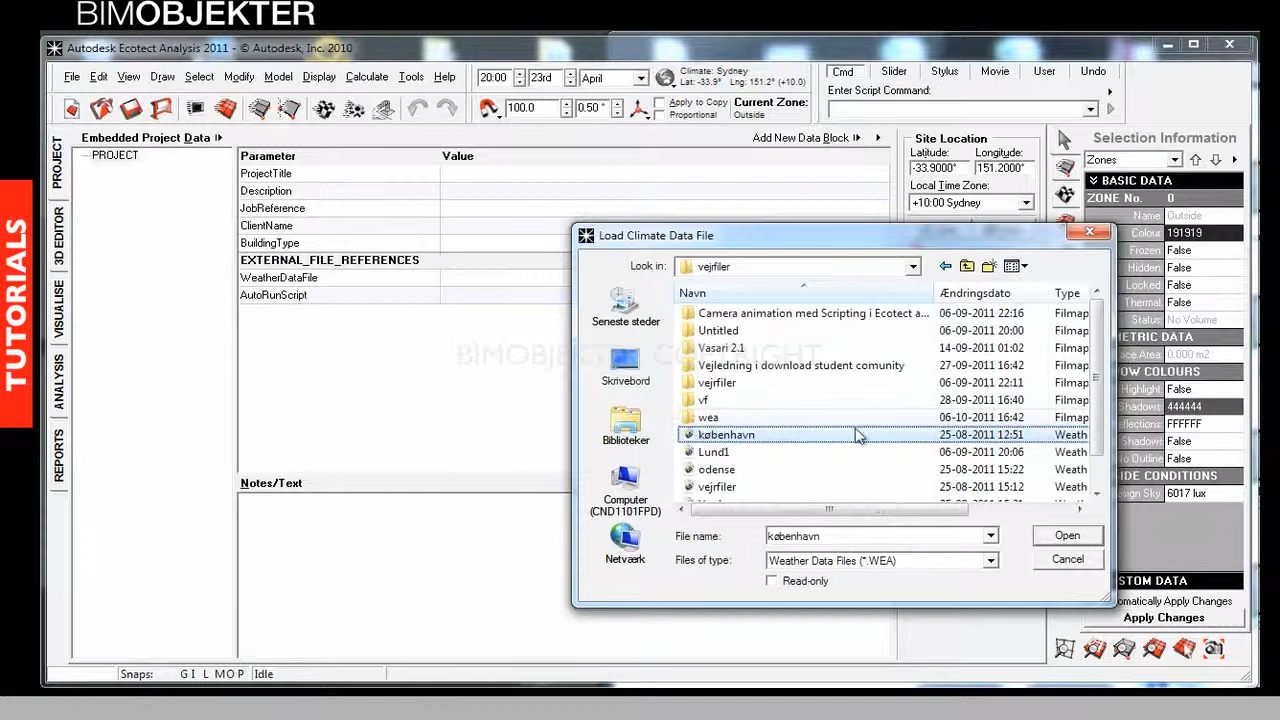 BIMOBJEKTER
TUTORIALS
Autodesk Ecotect Analysis 2011 - © Autodesk, Inc. 2010
File Edit View Draw Select Modify Model Display Calculate Tools Help
20:00 23rd April
Climate: Sydney
Lat: -33.9° Lng: 151.2° (+10.0)
Cmd Slider Stylus Movie User Undo
Enter Script Command:
100.0 0.50 °
Apply to Copy
Proportional
Current Zone:
Outside
PROJECT
3D EDITOR
VISUALISE
ANALYSIS
REPORTS
Embedded Project Data
PROJECT
Add New Data Block
Parameter Value
ProjectTitle
Description
JobReference
ClientName
BuildingType
EXTERNAL_FILE_REFERENCES
WeatherDataFile
AutoRunScript
Notes/Text
Site Location
Latitude: Longitude:
-33.9000° 151.2000°
Local Time Zone:
+10:00 Sydney
Load Climate Data File
Look in: vejrfiler
Seneste steder
Skrivebord
Biblioteker
Computer
(CND1101FPD)
Netværk
Navn Ændringsdato Type
Camera animation med Scripting i Ecotect a... 06-09-2011 22:16 Filmap
Untitled 06-09-2011 20:00 Filmap
Vasari 2.1 14-09-2011 01:02 Filmap
Vejledning i download student comunity 27-09-2011 16:42 Filmap
vejrfiler 06-09-2011 22:11 Filmap
vf 28-09-2011 16:40 Filmap
wea 06-10-2011 16:42 Filmap
københavn 25-08-2011 12:51 Weath
Lund1 06-09-2011 20:06 Weath
odense 25-08-2011 15:22 Weath
vejrfiler 25-08-2011 15:12 Weath
File name: københavn Open
Files of type: Weather Data Files (*.WEA) Cancel
Read-only
BIMOBJEKTER COPYRIGHT
Selection Information
Zones
BASIC DATA
ZONE No. 0
Name: Outside
Colour: 191919
Frozen: False
Hidden: False
Locked: False
Thermal: False
No Volume
METRIC DATA
0.000 m2
COLOURS
Highlight: False
Shadows: 444444
FFFFFF
Shadows: False
No Outline: False
CONDITIONS
Sky: 6017 lux
DATA
Apply Changes
Apply Changes
Snaps: G I L M O P Idle